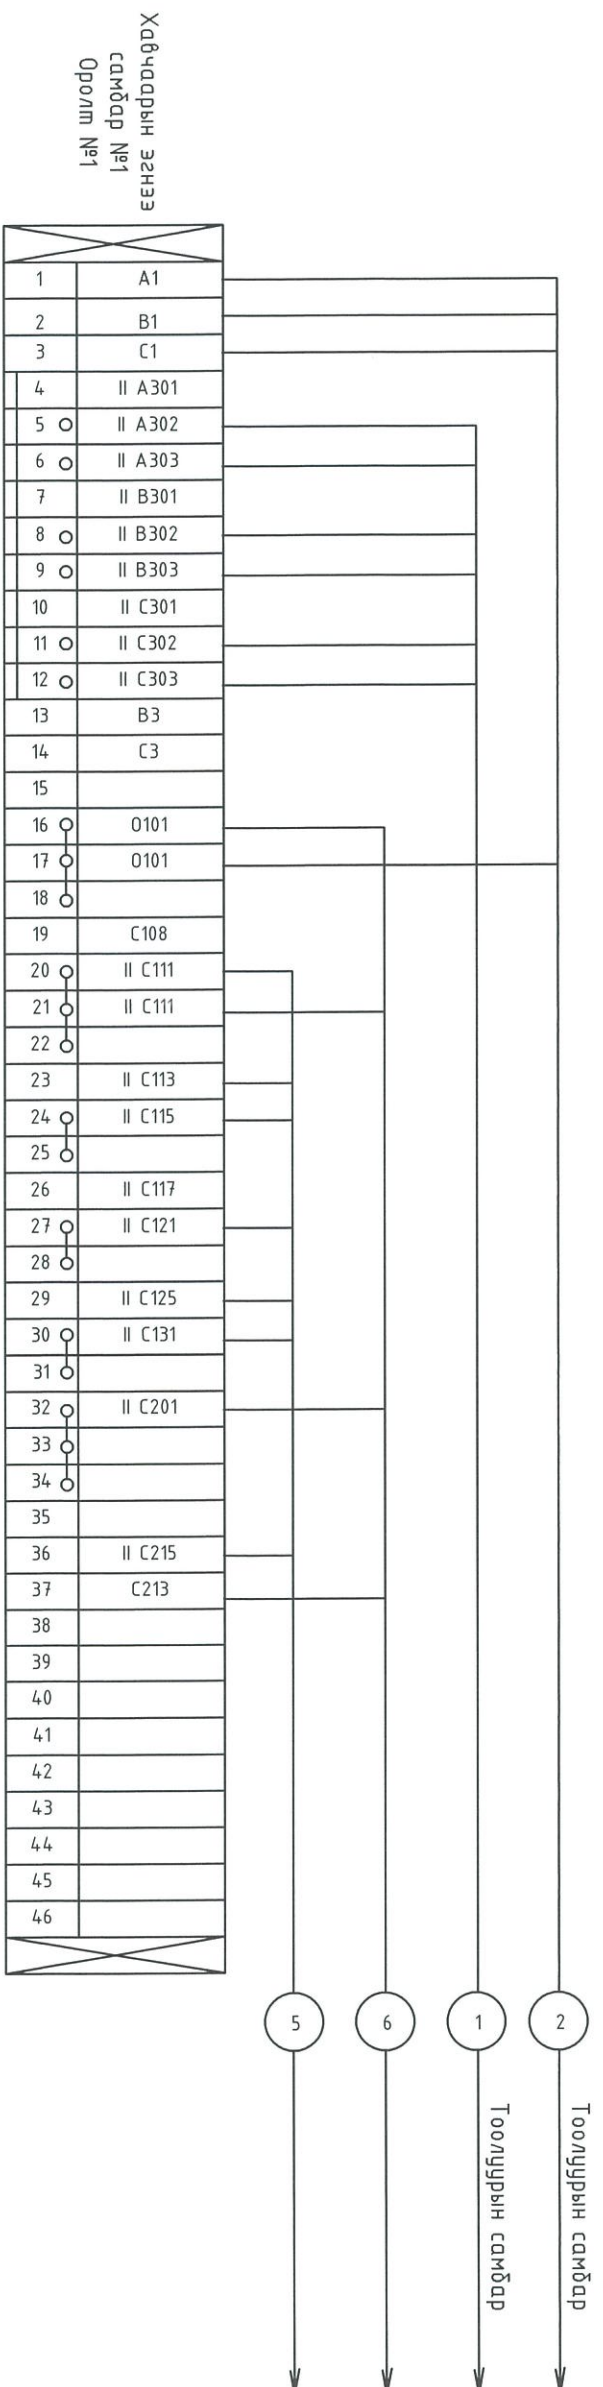 Хавчаарын зэнгэ
самбар №1
Оролт №1
1 A1
2 B1
3 C1
4 II A301
5 II A302
6 II A303
7 II B301
8 II B302
9 II B303
10 II C301
11 II C302
12 II C303
13 B3
14 C3
15
16 0101
17 0101
18
19 C108
20 II C111
21 II C111
22
23 II C113
24 II C115
25
26 II C117
27 II C121
28
29 II C125
30 II C131
31
32 II C201
33
34
35
36 II C215
37 C213
38
39
40
41
42
43
44
45
46
5 6 1 2
Тоолуурын самбар
Тоолуурын самбар